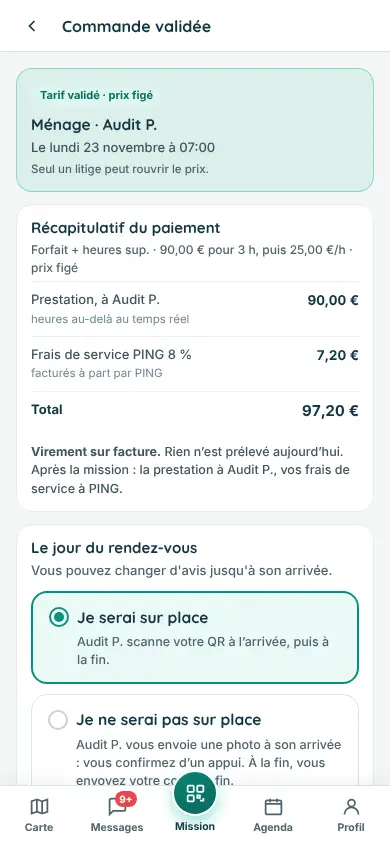 Commande validée
Tarif validé · prix figé
Ménage · Audit P.
Le lundi 23 novembre à 07:00
Seul un litige peut rouvrir le prix.
Récapitulatif du paiement
Forfait + heures sup. · 90,00 € pour 3 h, puis 25,00 €/h ·
prix figé
Prestation, à Audit P. 90,00 €
heures au-delà au temps réel
Frais de service PING 8 % 7,20 €
facturés à part par PING
Total 97,20 €
Virement sur facture. Rien n'est prélevé aujourd'hui.
Après la mission : la prestation à Audit P., vos frais de
service à PING.
Le jour du rendez-vous
Vous pouvez changer d'avis jusqu'à son arrivée.
Je serai sur place
Audit P. scanne votre QR à l'arrivée, puis à
la fin.
Je ne serai pas sur place
Audit P. vous envoie une photo à son arrivée
: vous confirmez d'un appui. À la fin, vous
envoyez votre fin.
9+
Carte Messages Mission Agenda Profil